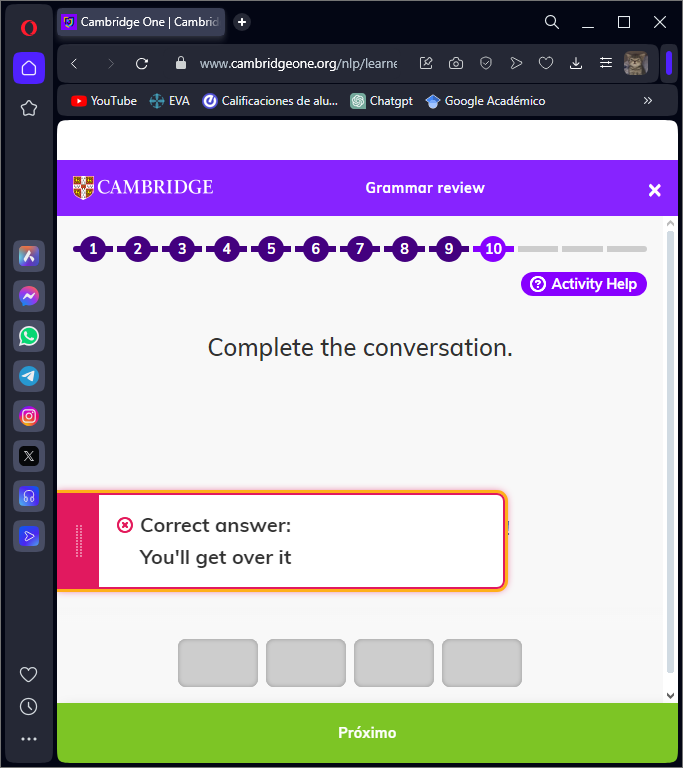 Cambridge One | Cambrid
www.cambridgeone.org/nlp/learne
YouTube EVA Calificaciones de alu... Chatgpt Google Académico
CAMBRIDGE Grammar review
1 2 3 4 5 6 7 8 9 10
Activity Help
Complete the conversation.
Correct answer:
You'll get over it
Próximo